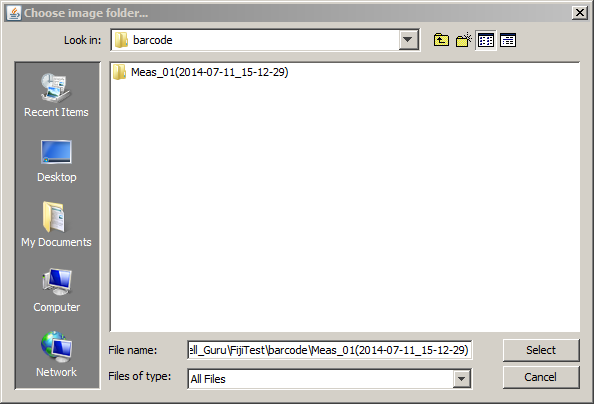 Choose image folder...
Look in:
barcode
Meas_01(2014-07-11_15-12-29)
Recent Items
Desktop
My Documents
Computer
Network
File name:
ell_Guru\FijiTest\barcode\Meas_01(2014-07-11_15-12-29)
Select
Files of type:
All Files
Cancel